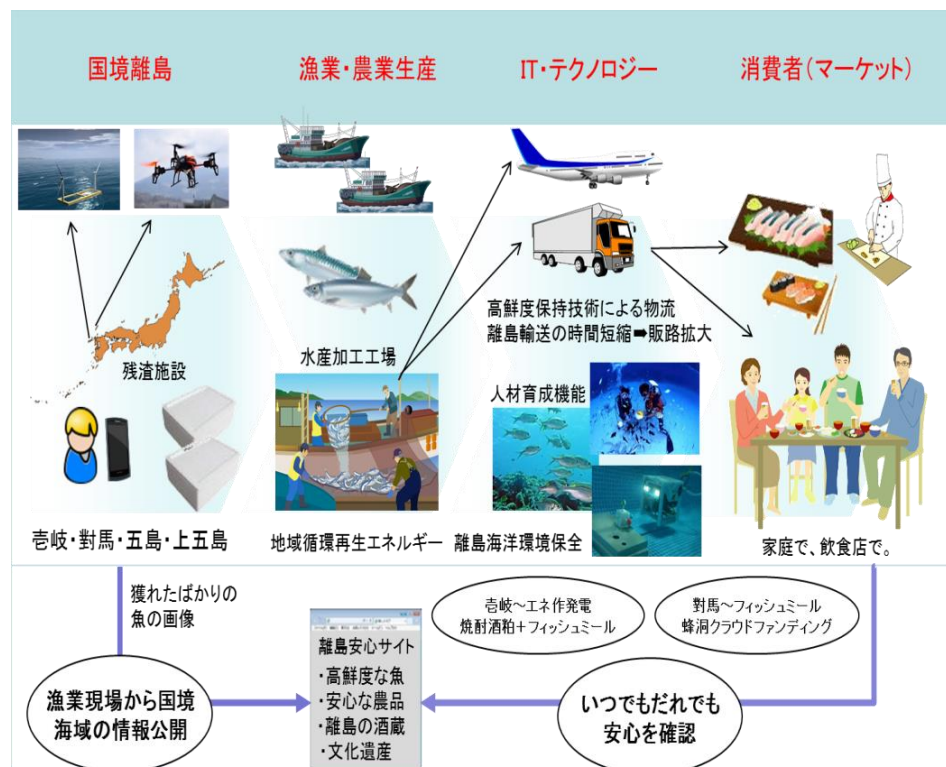 国境離島
漁業・農業生産
IT・テクノロジー
消費者(マーケット)
残渣施設
壱岐・對馬・五島・上五島
水産加工工場
地域循環再生エネルギー
高鮮度保持技術による物流
離島輸送の時間短縮➡販路拡大
人材育成機能
離島海洋環境保全
家庭で、飲食店で。
獲れたばかりの
魚の画像
漁業現場から国境
海域の情報公開
離島安心サイト
・高鮮度な魚
・安心な農品
・離島の酒蔵
・文化遺産
壱岐～エネ作発電
焼酎酒粕+フィッシュミール
對馬～フィッシュミール
蜂洞クラウドファンディング
いつでもだれでも
安心を確認